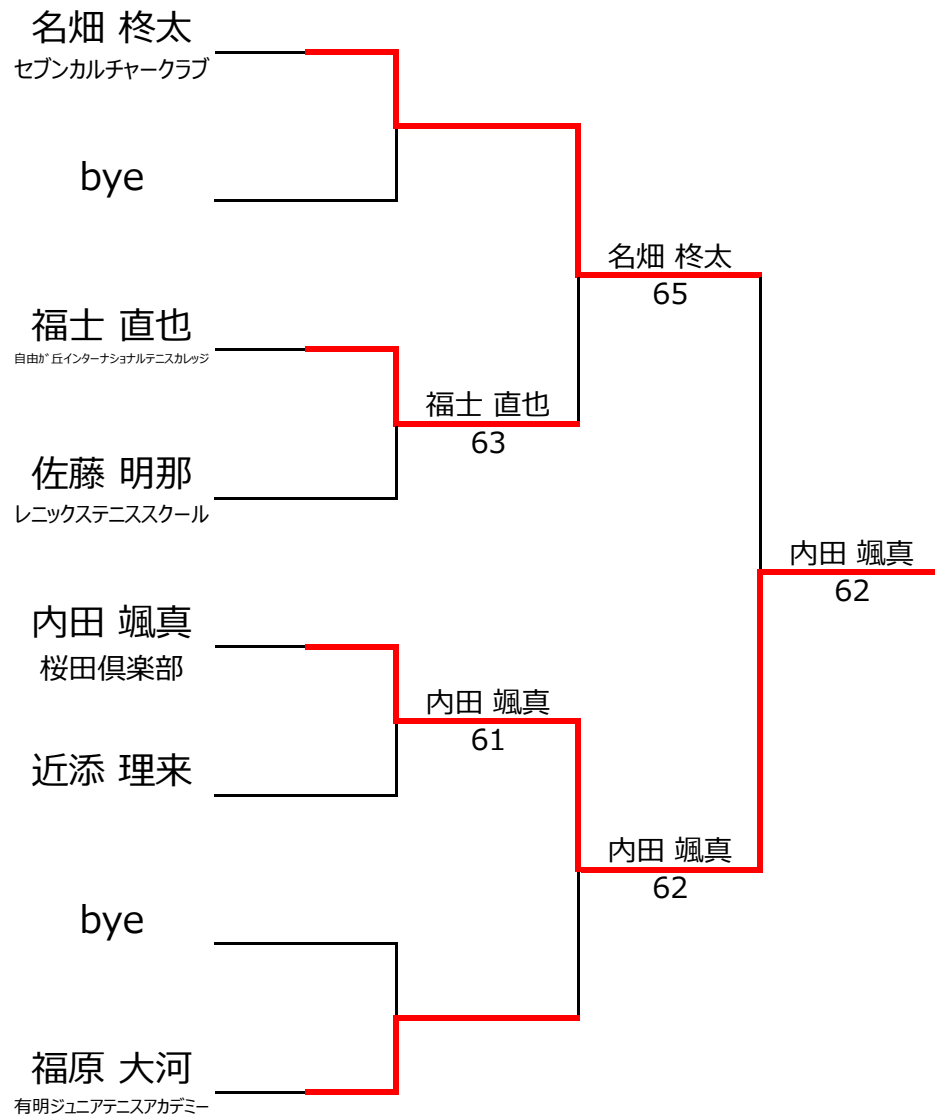 名畑 柊太
セブンカルチャークラブ
bye
福士 直也
自由が丘インターナショナルテニスカレッジ
佐藤 明那
レニックステニススクール
内田 颯真
桜田倶楽部
近添 理来
bye
福原 大河
有明ジュニアテニスアカデミー
福士 直也
63
内田 颯真
61
名畑 柊太
65
内田 颯真
62
内田 颯真
62